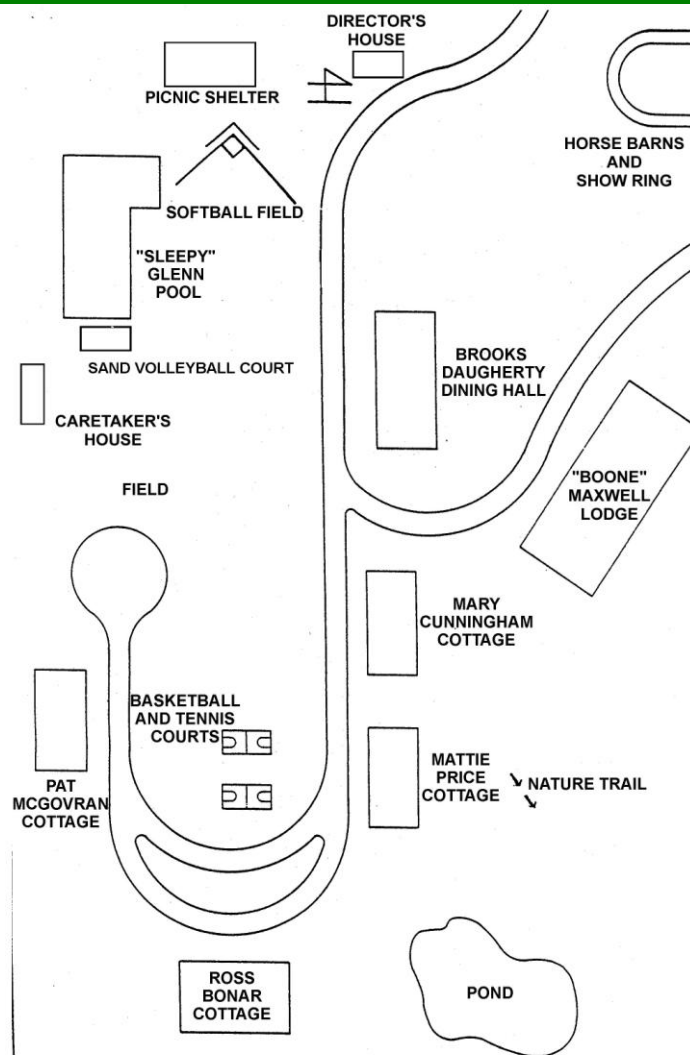 DIRECTOR'S
HOUSE
PICNIC SHELTER
HORSE BARNS
AND
SHOW RING
SOFTBALL FIELD
"SLEEPY"
GLENN
POOL
SAND VOLLEYBALL COURT
BROOKS
DAUGHERTY
DINING HALL
CARETAKER'S
HOUSE
"BOONE"
MAXWELL
LODGE
FIELD
MARY
CUNNINGHAM
COTTAGE
BASKETBALL
AND TENNIS
COURTS
MATTIE
PRICE
COTTAGE
NATURE TRAIL
PAT
MCGOVRAN
COTTAGE
ROSS
BONAR
COTTAGE
POND